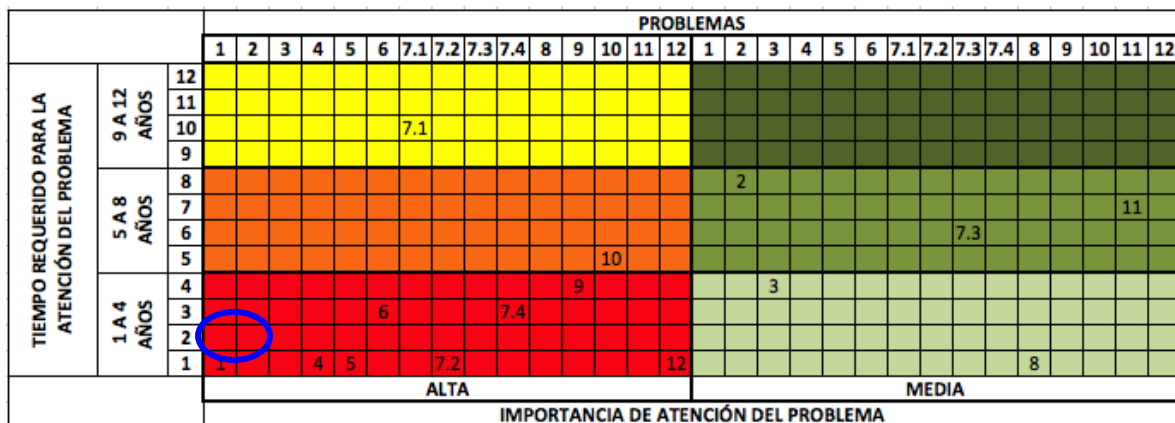 PROBLEMAS
1 2 3 4 5 6 7.1 7.2 7.3 7.4 8 9 10 11 12 1 2 3 4 5 6 7.1 7.2 7.3 7.4 8 9 10 11 12
TIEMPO REQUERIDO PARA LA
ATENCIÓN DEL PROBLEMA
9 A 12
AÑOS
12
11
10 7.1
9
5 A 8
AÑOS
8 2
7 11
6 7.3
5 10
1 A 4
AÑOS
4 9 3
3 6 7.4
2
1 1 4 5 7.2 12 8
ALTA MEDIA
IMPORTANCIA DE ATENCIÓN DEL PROBLEMA